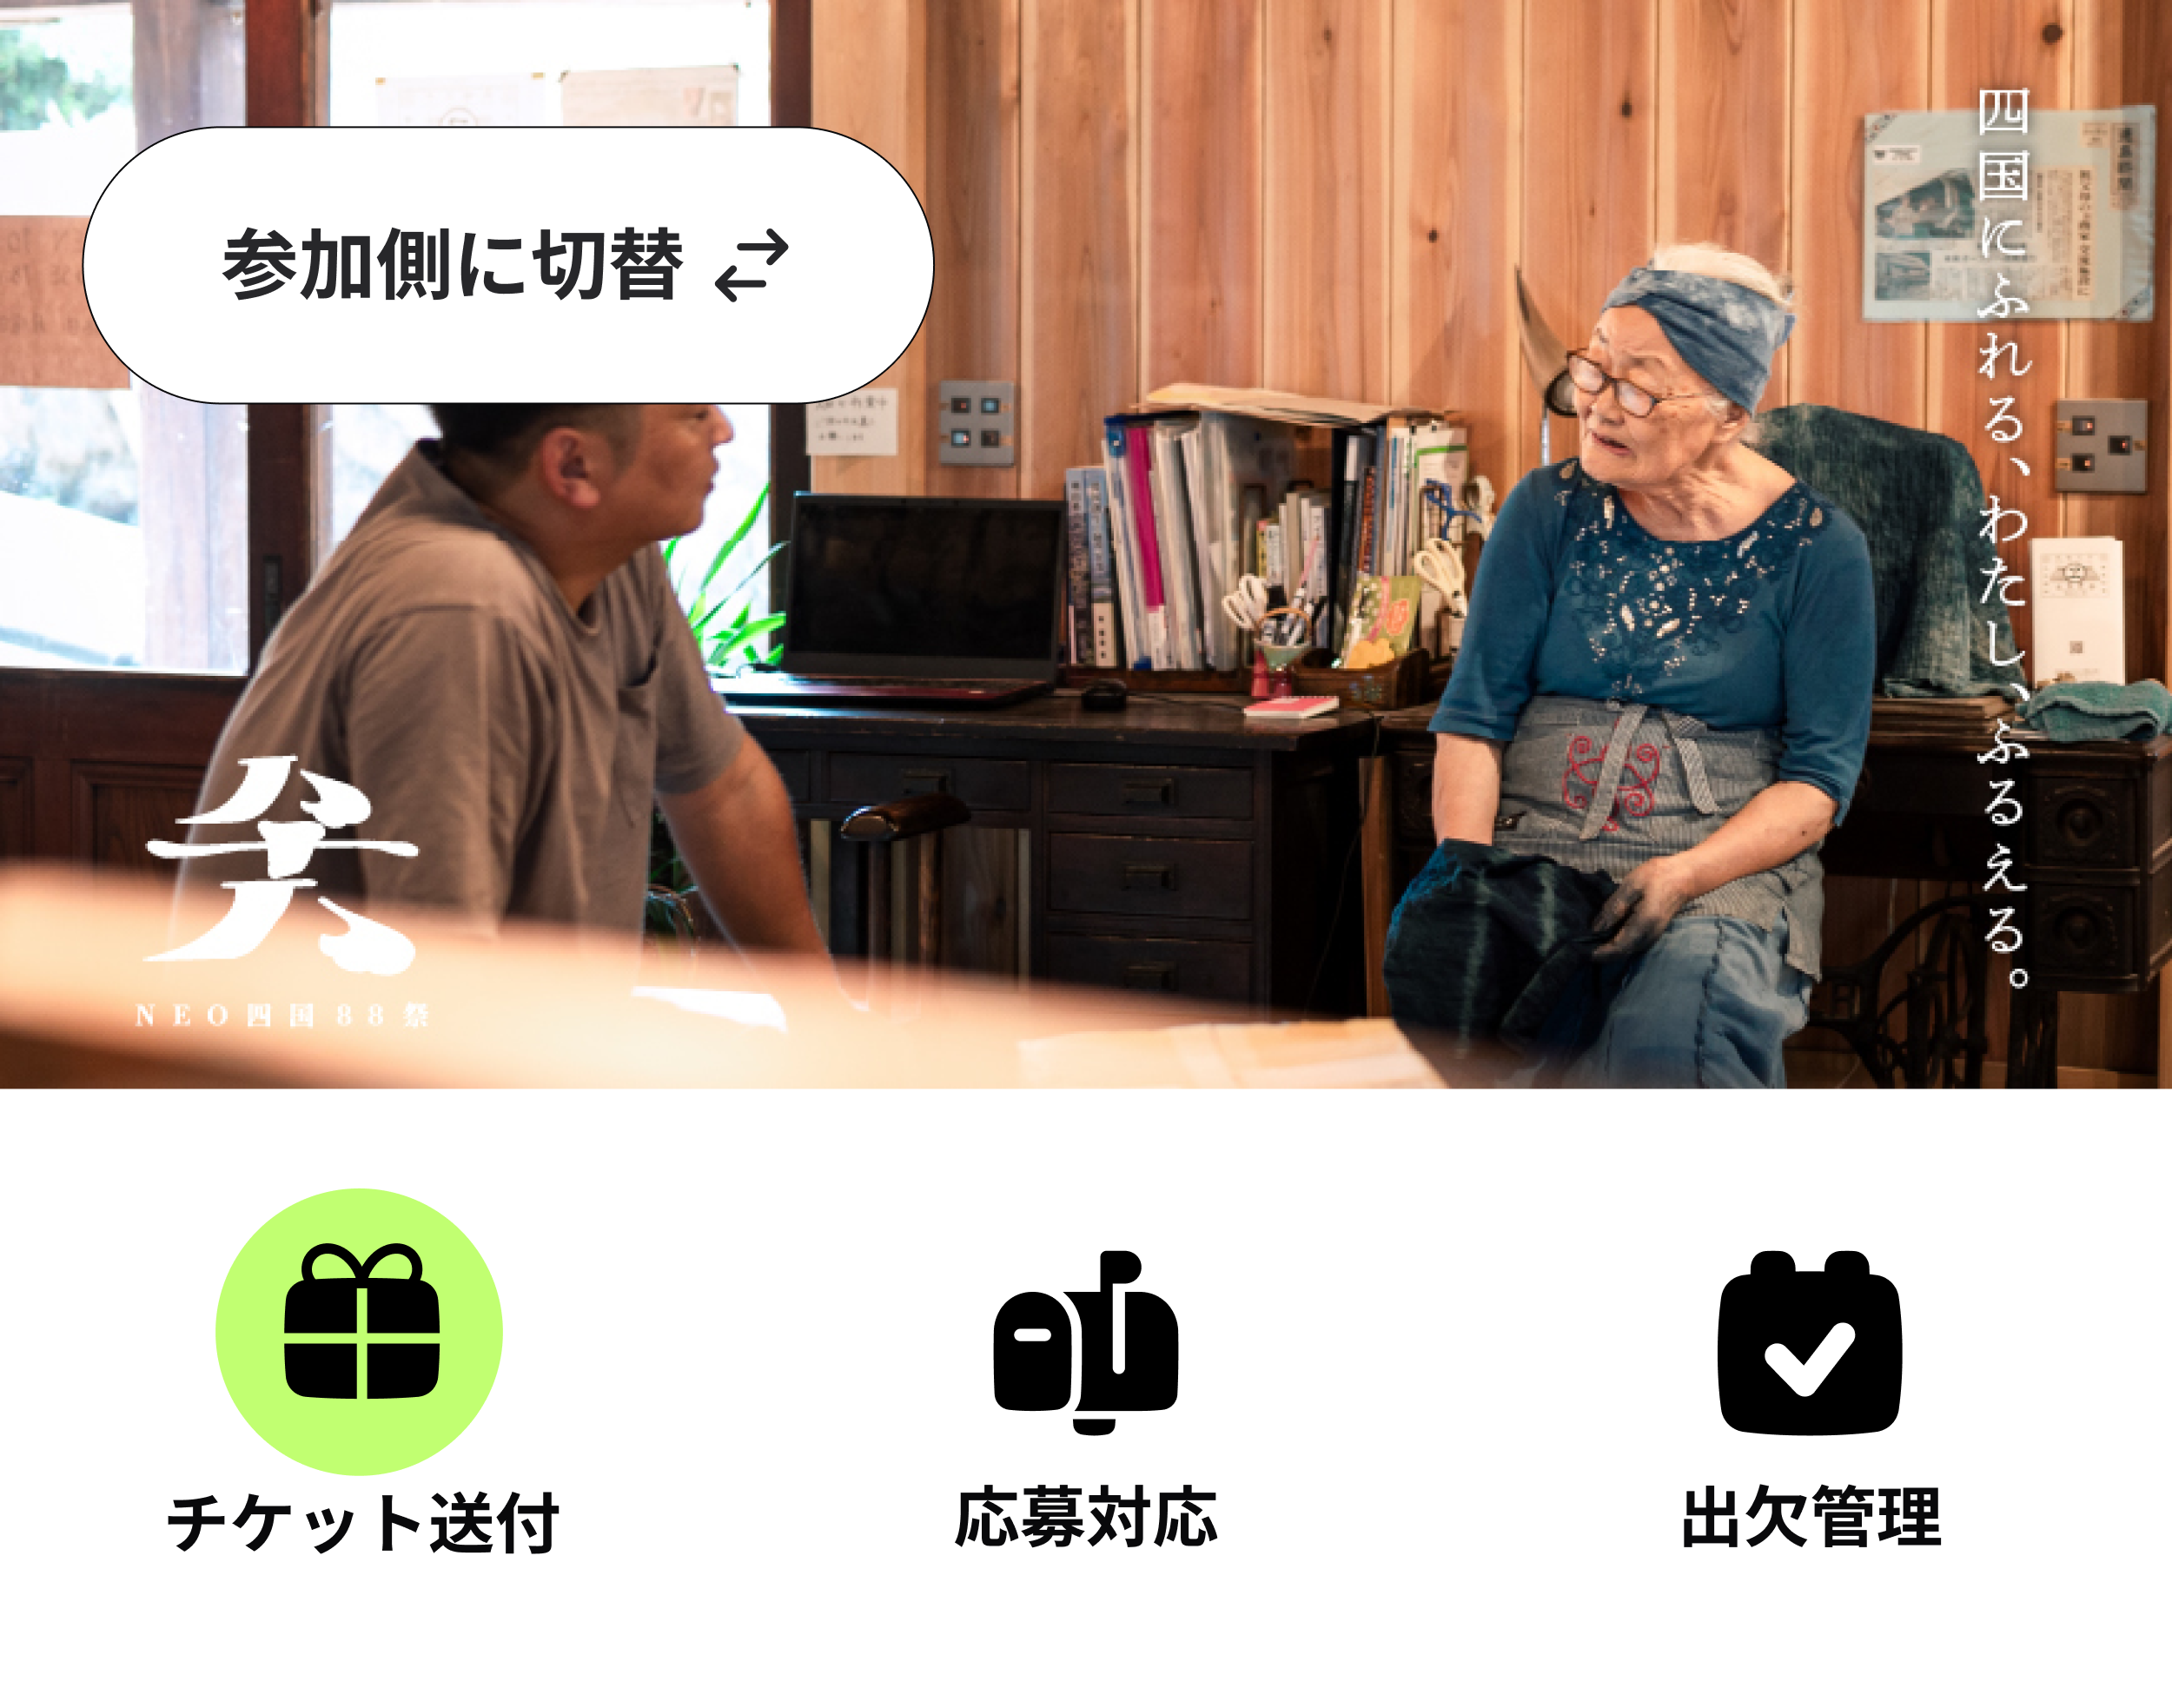 参加側に切替
四国にふれる、わたし、ふるえる。
NEO四国88祭
チケット送付
応募対応
出欠管理